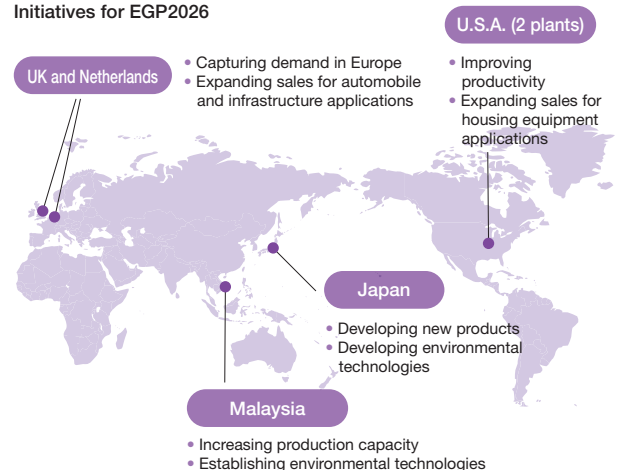 Initiatives for EGP2026
UK and Netherlands
• Capturing demand in Europe
• Expanding sales for automobile
and infrastructure applications
U.S.A. (2 plants)
• Improving
productivity
• Expanding sales for
housing equipment
applications
Japan
• Developing new products
• Developing environmental
technologies
Malaysia
• Increasing production capacity
• Establishing environmental technologies